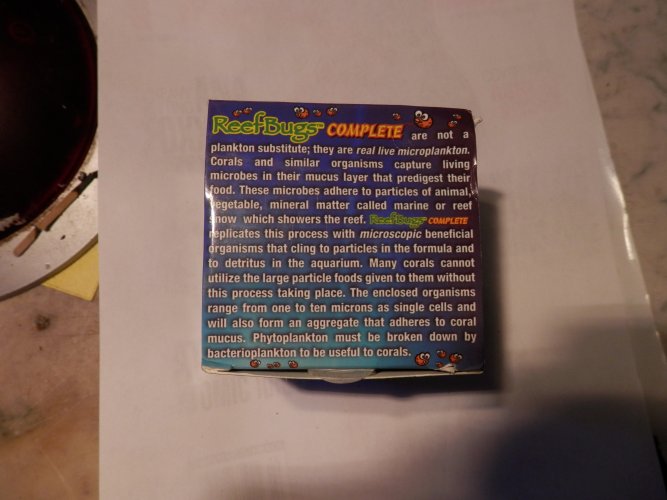 ReefBugs™ COMPLETE are not a
plankton substitute; they are real live microplankton.
Corals and similar organisms capture living
microbes in their mucus layer that predigest their
food. These microbes adhere to particles of animal,
vegetable, mineral matter called marine or reef
snow which showers the reef. ReefBugs™ COMPLETE
replicates this process with microscopic beneficial
organisms that cling to particles in the formula and
to detritus in the aquarium. Many corals cannot
utilize the large particle foods given to them without
this process taking place. The enclosed organisms
range from one to ten microns as single cells and
will also form an aggregate that adheres to coral
mucus. Phytoplankton must be broken down by
bacterioplankton to be useful to corals.